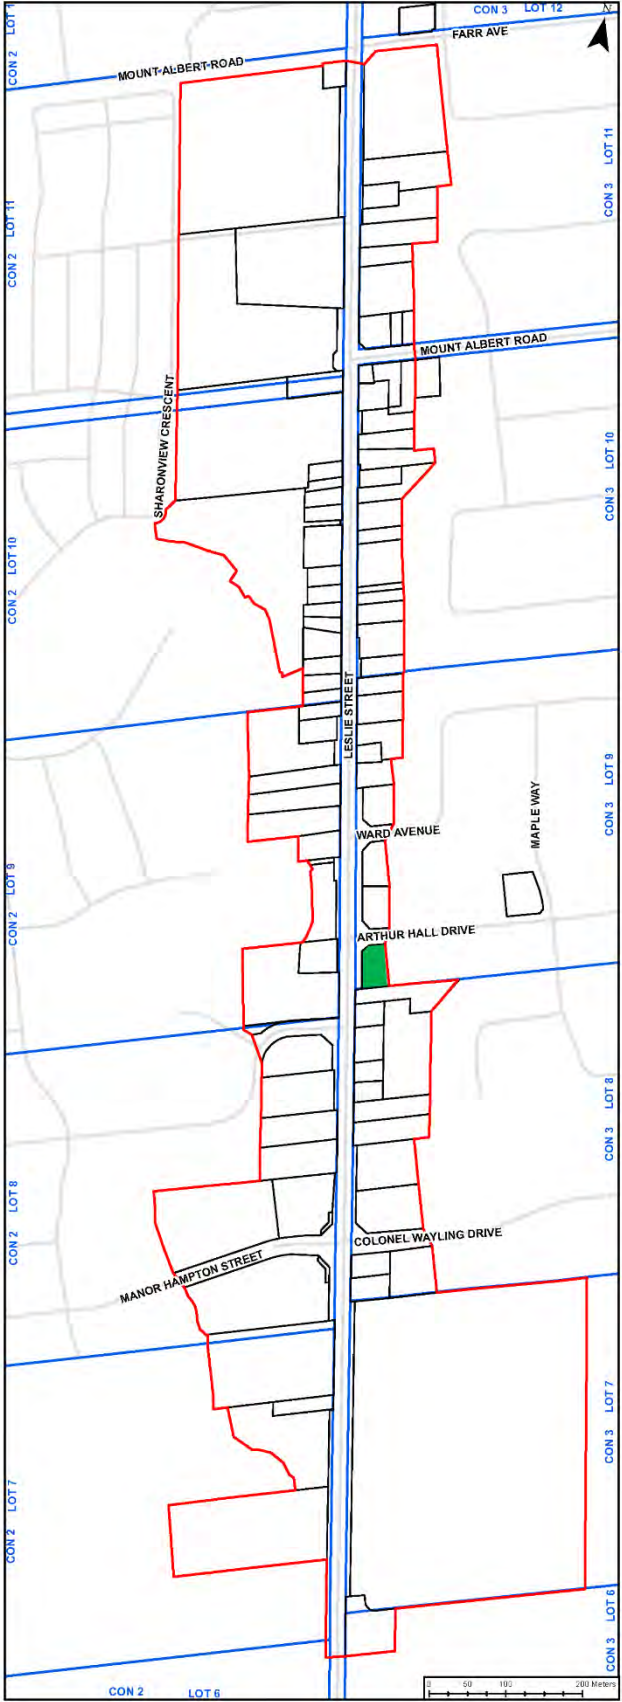 CON 3 LOT 12
N
LOT 1
CON 2
FARR AVE
MOUNT ALBERT ROAD
LOT 11
CON 3
LOT 11
CON 2
MOUNT ALBERT ROAD
SHARONVIEW CRESCENT
LOT 10
CON 3
LOT 10
CON 2
LESLIE STREET
LOT 9
CON 3
MAPLE WAY
WARD AVENUE
LOT 9
CON 2
ARTHUR HALL DRIVE
LOT 8
CON 3
LOT 8
CON 2
COLONEL WAYLING DRIVE
MANOR HAMPTON STREET
LOT 7
CON 3
LOT 7
CON 2
LOT 6
CON 3
0 50 100 200 Meters
CON 2 LOT 6